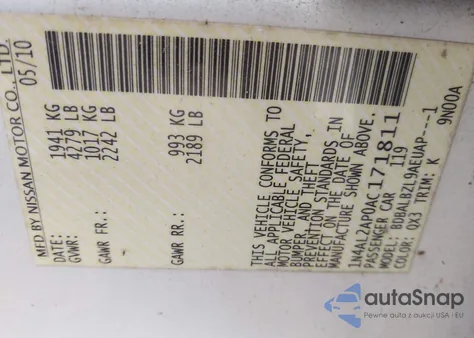 MFD BY NISSAN MOTOR CO., LTD.
DATE: 05/10
GVWR: 1941 KG
4279 LB
GAWR FR: 1017 KG
2242 LB
GAWR RR: 993 KG
2189 LB
THIS VEHICLE CONFORMS TO
ALL APPLICABLE FEDERAL
MOTOR VEHICLE SAFETY,
BUMPER, AND THEFT
PREVENTION STANDARDS IN
EFFECT ON THE DATE OF
MANUFACTURE SHOWN ABOVE.
1N4AL2AP0AC171811
PASSENGER CAR 119
MODEL: BDBALBZL9AEUAP---1
COLOR: QX3 TRIM: K 9N00A
autoSnap
Pewne auta z aukcji USA i EU